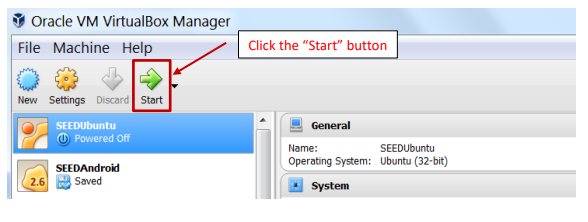 Oracle VM VirtualBox Manager
File Machine Help
Click the “Start” button
New Settings Discard Start
SEEDUbuntu
Powered Off
2.6
SEEDAndroid
Saved
General
Name: SEEDUbuntu
Operating System: Ubuntu (32-bit)
System